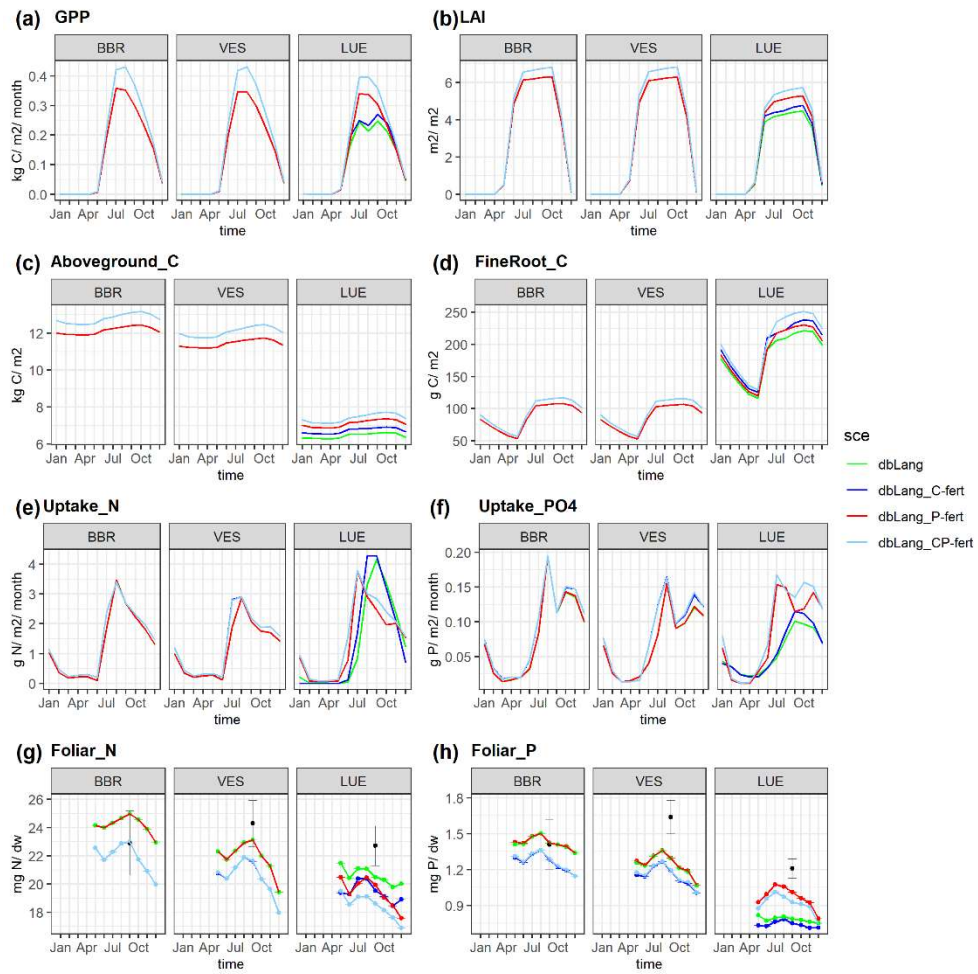 (a) GPP
(b) LAI
BBR VES LUE
BBR VES LUE
kg C/ m2/ month
0.4
0.3
0.2
0.1
0.0
m2/ m2
6
4
2
0
Jan Apr Jul Oct Jan Apr Jul Oct Jan Apr Jul Oct
time
Jan Apr Jul Oct Jan Apr Jul Oct Jan Apr Jul Oct
time
(c) Aboveground_C
(d) FineRoot_C
BBR VES LUE
BBR VES LUE
kg C/ m2
12
10
8
6
g C/ m2
250
200
150
100
50
Jan Apr Jul Oct Jan Apr Jul Oct Jan Apr Jul Oct
time
Jan Apr Jul Oct Jan Apr Jul Oct Jan Apr Jul Oct
time
sce
dbLang
dbLang_C-fert
dbLang_P-fert
dbLang_CP-fert
(e) Uptake_N
(f) Uptake_PO4
BBR VES LUE
BBR VES LUE
g N/ m2/ month
4
3
2
1
0
g P/ m2/ month
0.20
0.15
0.10
0.05
Jan Apr Jul Oct Jan Apr Jul Oct Jan Apr Jul Oct
time
Jan Apr Jul Oct Jan Apr Jul Oct Jan Apr Jul Oct
time
(g) Foliar_N
(h) Foliar_P
BBR VES LUE
BBR VES LUE
mg N/ dw
26
24
22
20
18
mg P/ dw
1.8
1.5
1.2
0.9
Jan Apr Jul Oct Jan Apr Jul Oct Jan Apr Jul Oct
time
Jan Apr Jul Oct Jan Apr Jul Oct Jan Apr Jul Oct
time